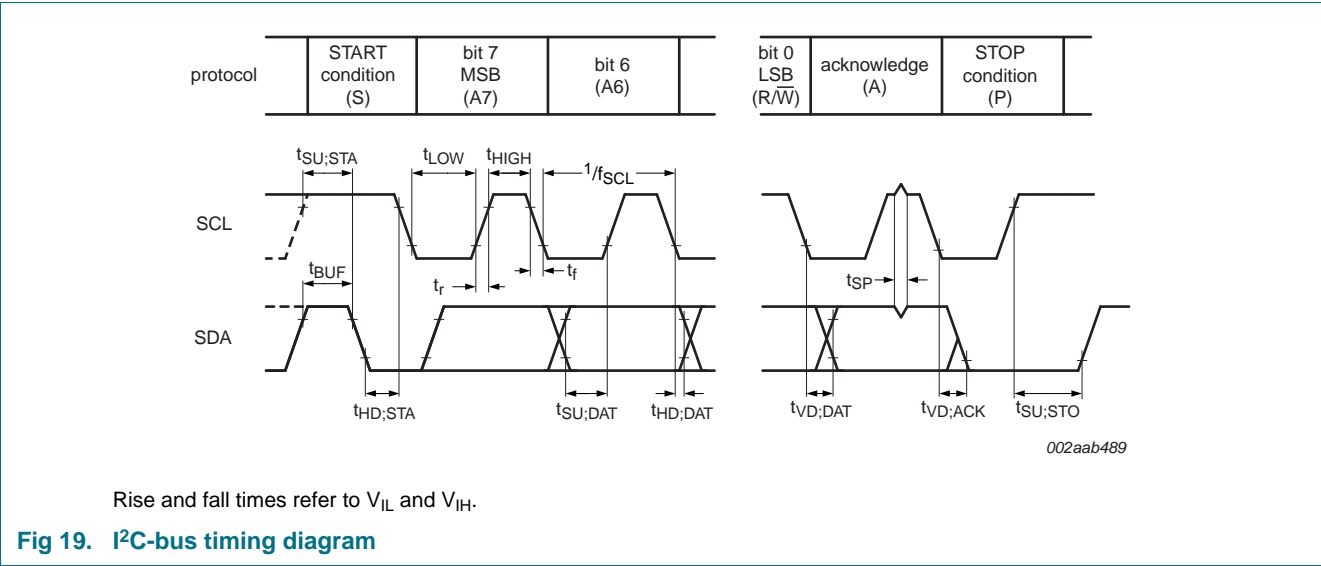 protocol
START
condition
(S)
bit 7
MSB
(A7)
bit 6
(A6)
bit 0
LSB
(R/W̅)
acknowledge
(A)
STOP
condition
(P)
tSU;STA
tLOW
tHIGH
1/fSCL
SCL
tBUF
tr
tf
tSP
SDA
tHD;STA
tSU;DAT
tHD;DAT
tVD;DAT
tVD;ACK
tSU;STO
002aab489
Rise and fall times refer to VIL and VIH.
Fig 19. I²C-bus timing diagram